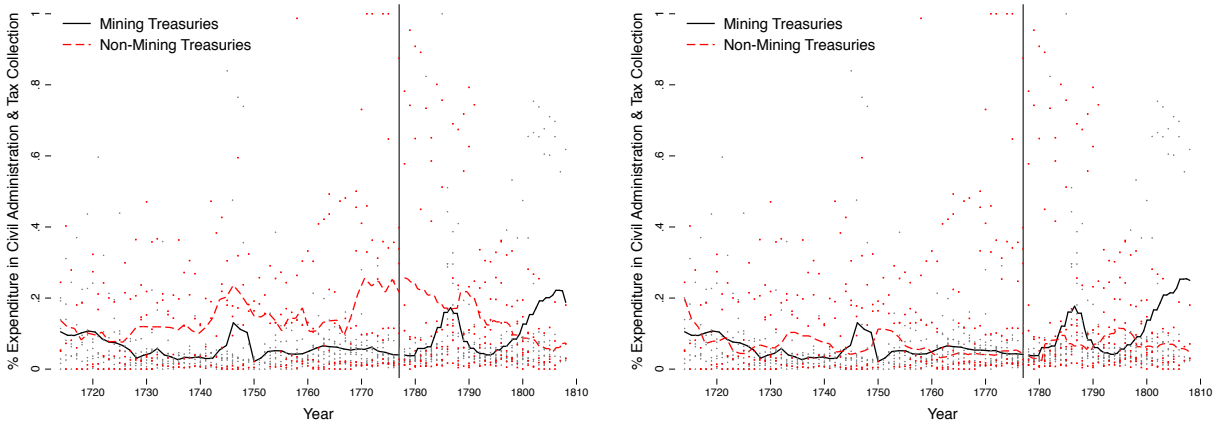 % Expenditure in Civil Administration & Tax Collection
1
.8
.6
.4
.2
0
Mining Treasuries
Non-Mining Treasuries
1720 1730 1740 1750 1760 1770 1780 1790 1800 1810
Year
% Expenditure in Civil Administration & Tax Collection
1
.8
.6
.4
.2
0
Mining Treasuries
Non-Mining Treasuries
1720 1730 1740 1750 1760 1770 1780 1790 1800 1810
Year